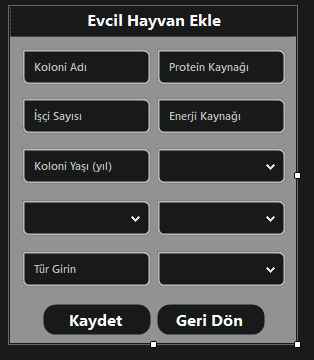 Evcil Hayvan Ekle
Koloni Adı
Protein Kaynağı
İşçi Sayısı
Enerji Kaynağı
Koloni Yaşı (yıl)
Tür Girin
Kaydet
Geri Dön